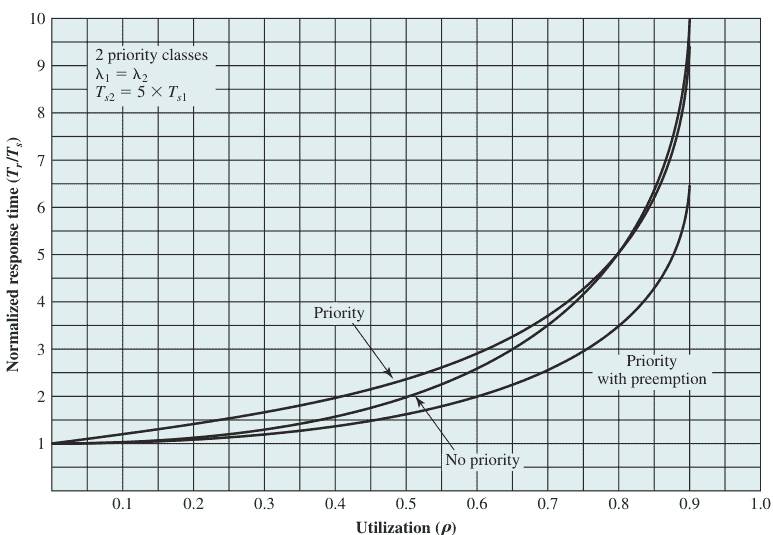 10
2 priority classes
λ1 = λ2
Ts2 = 5 × Ts1
9
8
7
6
5
4
3
2
1
Normalized response time (Tr/Ts)
Priority
Priority
with preemption
No priority
0.1 0.2 0.3 0.4 0.5 0.6 0.7 0.8 0.9 1.0
Utilization (ρ)